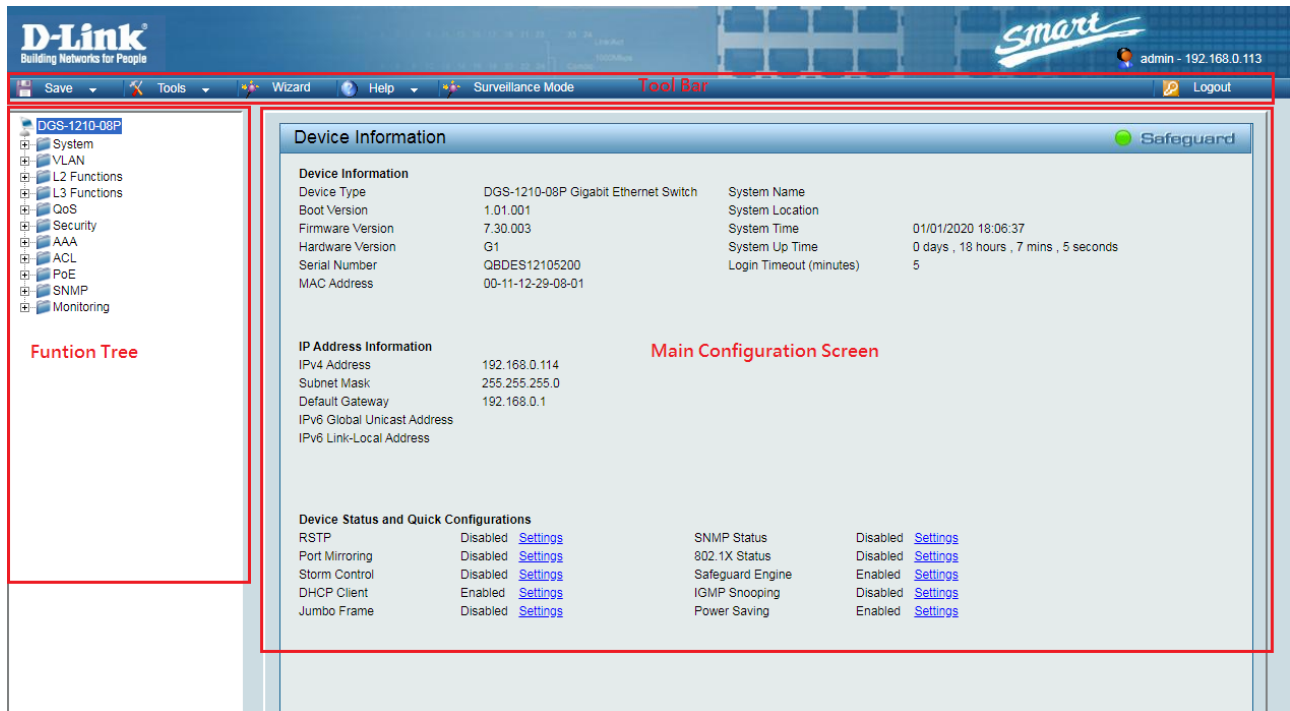 D-Link
Building Networks for People
smart
admin - 192.168.0.113
Save Tools Wizard Help Surveillance Mode Tool Bar Logout
DGS-1210-08P
System
VLAN
L2 Functions
L3 Functions
QoS
Security
AAA
ACL
PoE
SNMP
Monitoring
Funtion Tree
Device Information Safeguard
Device Information
Device Type DGS-1210-08P Gigabit Ethernet Switch System Name
Boot Version 1.01.001 System Location
Firmware Version 7.30.003 System Time 01/01/2020 18:06:37
Hardware Version G1 System Up Time 0 days , 18 hours , 7 mins , 5 seconds
Serial Number QBDES12105200 Login Timeout (minutes) 5
MAC Address 00-11-12-29-08-01
IP Address Information
Main Configuration Screen
IPv4 Address 192.168.0.114
Subnet Mask 255.255.255.0
Default Gateway 192.168.0.1
IPv6 Global Unicast Address
IPv6 Link-Local Address
Device Status and Quick Configurations
RSTP Disabled Settings SNMP Status Disabled Settings
Port Mirroring Disabled Settings 802.1X Status Disabled Settings
Storm Control Disabled Settings Safeguard Engine Enabled Settings
DHCP Client Enabled Settings IGMP Snooping Disabled Settings
Jumbo Frame Disabled Settings Power Saving Enabled Settings